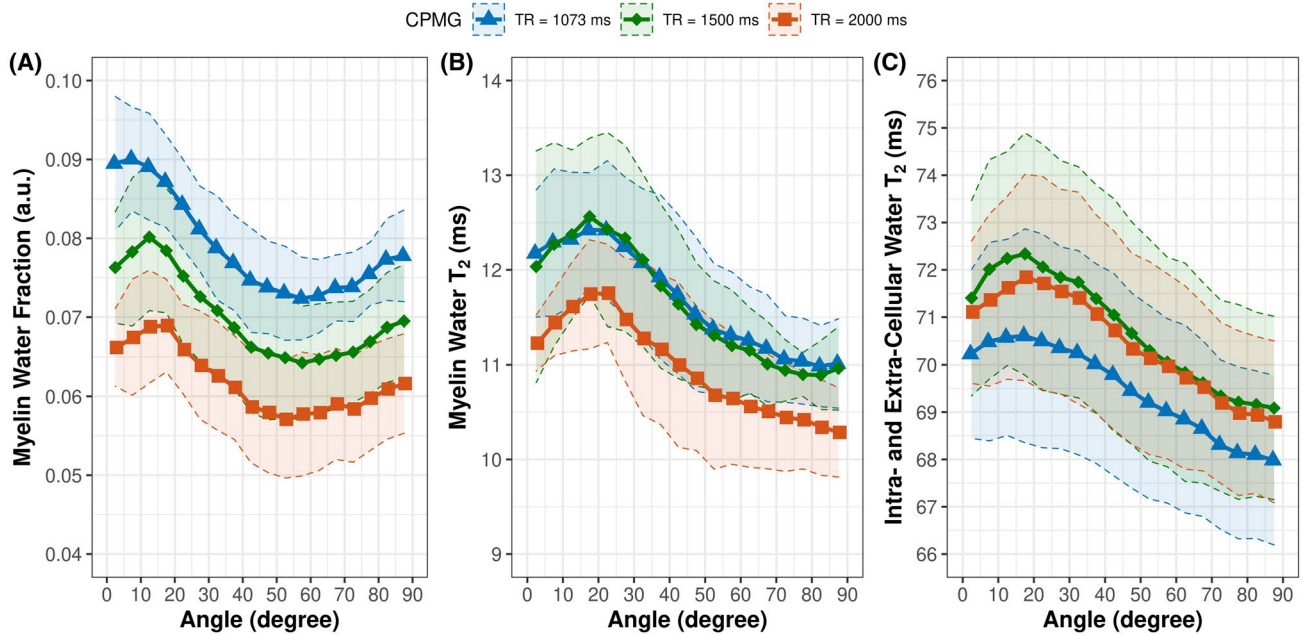 CPMG TR = 1073 ms TR = 1500 ms TR = 2000 ms
(A)
Myelin Water Fraction (a.u.)
0.10
0.09
0.08
0.07
0.06
0.05
0.04
0 10 20 30 40 50 60 70 80 90
Angle (degree)
(B)
Myelin Water T2 (ms)
14
13
12
11
10
9
0 10 20 30 40 50 60 70 80 90
Angle (degree)
(C)
Intra- and Extra-Cellular Water T2 (ms)
76
75
74
73
72
71
70
69
68
67
66
0 10 20 30 40 50 60 70 80 90
Angle (degree)